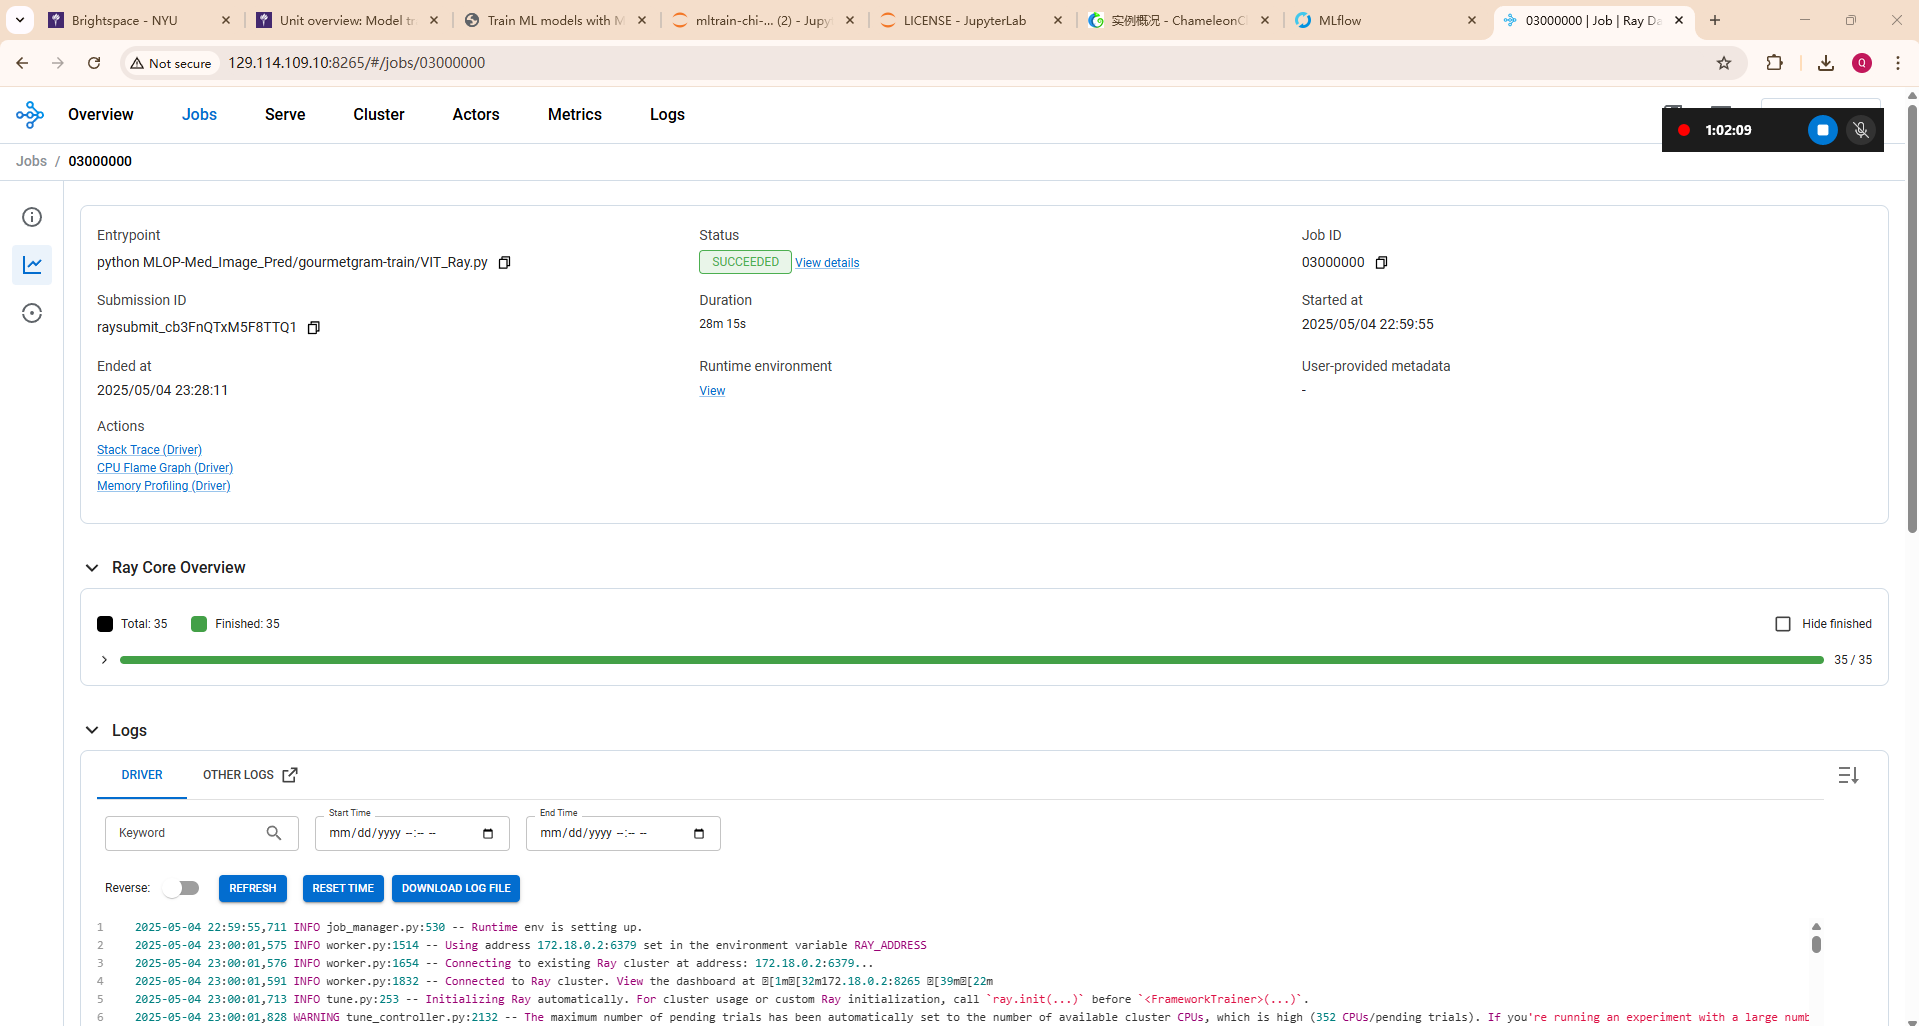 Brightspace - NYU
Unit overview: Model tr
Train ML models with M
mltrain-chi-... (2) - Jupy
LICENSE - JupyterLab
实例概况 - ChameleonCl
MLflow
03000000 | Job | Ray Da
Not secure
129.114.109.10:8265/#/jobs/03000000
Q
Overview
Jobs
Serve
Cluster
Actors
Metrics
Logs
1:02:09
Jobs / 03000000
Entrypoint
python MLOP-Med_Image_Pred/gourmetgram-train/VIT_Ray.py
Status
SUCCEEDED View details
Job ID
03000000
Submission ID
raysubmit_cb3FnQTxM5F8TTQ1
Duration
28m 15s
Started at
2025/05/04 22:59:55
Ended at
2025/05/04 23:28:11
Runtime environment
View
User-provided metadata
-
Actions
Stack Trace (Driver)
CPU Flame Graph (Driver)
Memory Profiling (Driver)
Ray Core Overview
Total: 35
Finished: 35
Hide finished
35 / 35
Logs
DRIVER
OTHER LOGS
Keyword
Start Time
mm/dd/yyyy --:-- --
End Time
mm/dd/yyyy --:-- --
Reverse:
REFRESH
RESET TIME
DOWNLOAD LOG FILE
1 2025-05-04 22:59:55,711 INFO job_manager.py:530 -- Runtime env is setting up.
2 2025-05-04 23:00:01,575 INFO worker.py:1514 -- Using address 172.18.0.2:6379 set in the environment variable RAY_ADDRESS
3 2025-05-04 23:00:01,576 INFO worker.py:1654 -- Connecting to existing Ray cluster at address: 172.18.0.2:6379...
4 2025-05-04 23:00:01,591 INFO worker.py:1832 -- Connected to Ray cluster. View the dashboard at [1m[32m172.18.0.2:8265 [39m[22m
5 2025-05-04 23:00:01,713 INFO tune.py:253 -- Initializing Ray automatically. For cluster usage or custom Ray initialization, call `ray.init(...)` before `<FrameworkTrainer>(...)`.
6 2025-05-04 23:00:01,828 WARNING tune_controller.py:2132 -- The maximum number of pending trials has been automatically set to the number of available cluster CPUs, which is high (352 CPUs/pending trials). If you're running an experiment with a large numb